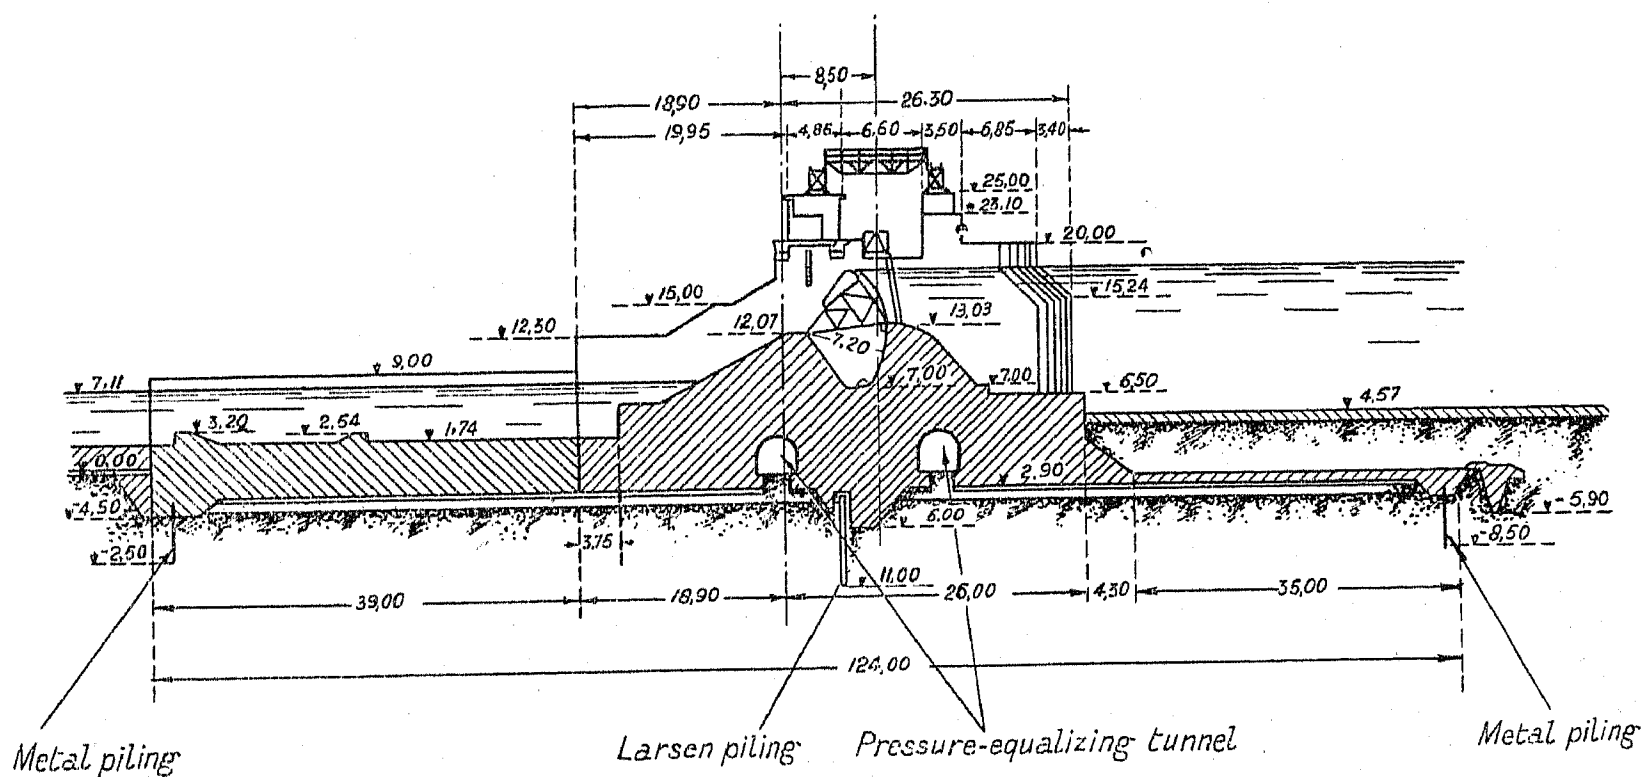 8,50
18,90 26.30
19,95 4,86 6,60 3,50 6,85 3,40
25,00
23.10
20,00
15,24
15,00
13,03
12,30 12,07
7,20
9,00
7,11 7,00 7.00 6,50
4,57
3,20 2,54 1,74
0,00
2,90
-4,50 6,00 -5,90
-2,50 3,75 -8,50
11,00
39,00 18,90 26,00 4,30 35,00
124,00
Metal piling Larsen piling Pressure-equalizing tunnel Metal piling